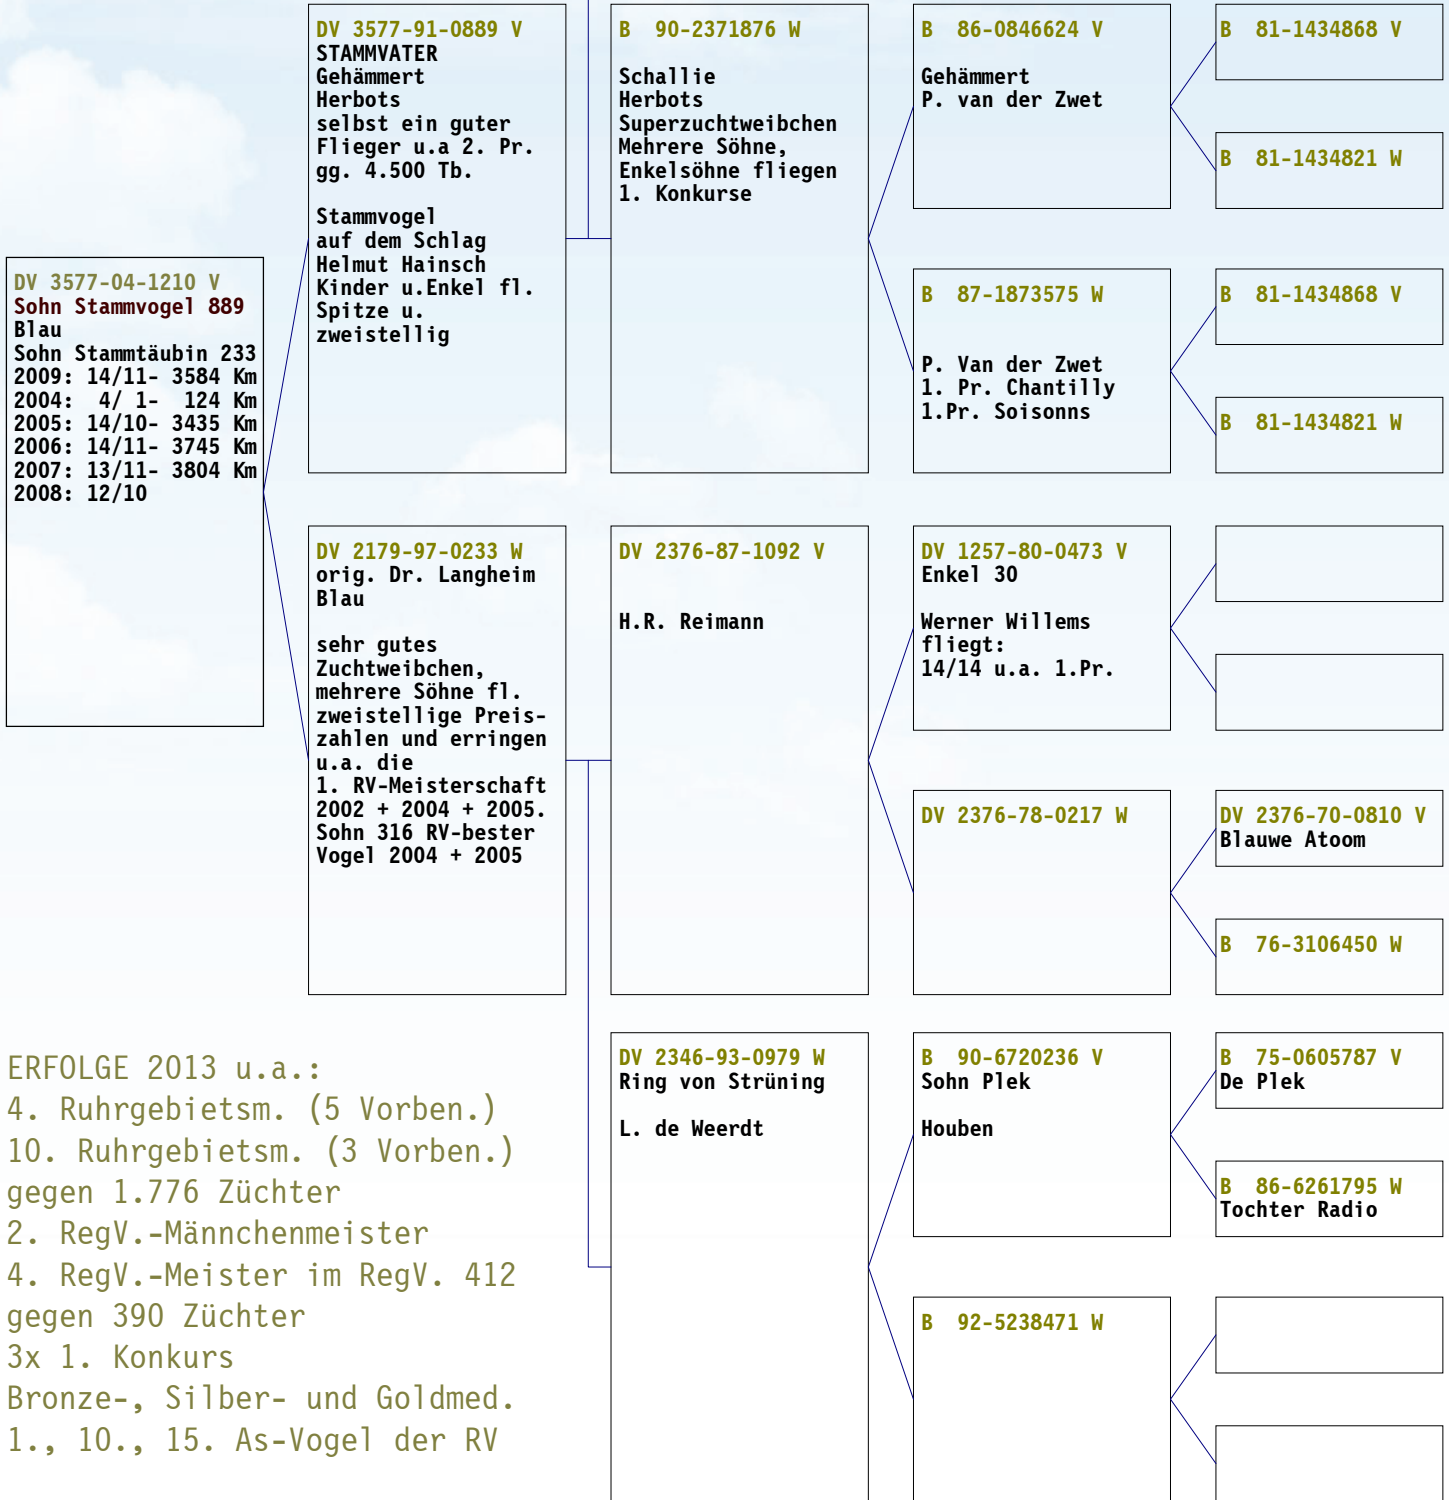 DV 3577-04-1210 V
Sohn Stammvogel 889
Blau
Sohn Stammtäubin 233
2009: 14/11- 3584 Km
2004:  4/ 1-  124 Km
2005: 14/10- 3435 Km
2006: 14/11- 3745 Km
2007: 13/11- 3804 Km
2008: 12/10
DV 3577-91-0889 V
STAMMVATER
Gehämmert
Herbots
selbst ein guter
Flieger u.a 2. Pr.
gg. 4.500 Tb.
Stammvogel
auf dem Schlag
Helmut Hainsch
Kinder u.Enkel fl.
Spitze u.
zweistellig
DV 2179-97-0233 W
orig. Dr. Langheim
Blau
sehr gutes
Zuchtweibchen,
mehrere Söhne fl.
zweistellige Preis-
zahlen und erringen
u.a. die
1. RV-Meisterschaft
2002 + 2004 + 2005.
Sohn 316 RV-bester
Vogel 2004 + 2005
B  90-2371876 W
Schallie
Herbots
Superzuchtweibchen
Mehrere Söhne,
Enkelsöhne fliegen
1. Konkurse
DV 2376-87-1092 V
H.R. Reimann
DV 2346-93-0979 W
Ring von Strüning
L. de Weerdt
B  86-0846624 V
Gehämmert
P. van der Zwet
B  87-1873575 W
P. Van der Zwet
1. Pr. Chantilly
1.Pr. Soisonns
DV 1257-80-0473 V
Enkel 30
Werner Willems
fliegt:
14/14 u.a. 1.Pr.
DV 2376-78-0217 W
B  90-6720236 V
Sohn Plek
Houben
B  92-5238471 W
B  81-1434868 V
B  81-1434821 W
B  81-1434868 V
B  81-1434821 W
DV 2376-70-0810 V
Blauwe Atoom
B  76-3106450 W
B  75-0605787 V
De Plek
B  86-6261795 W
Tochter Radio
ERFOLGE 2013 u.a.:
4. Ruhrgebietsm. (5 Vorben.)
10. Ruhrgebietsm. (3 Vorben.)
gegen 1.776 Züchter
2. RegV.-Männchenmeister
4. RegV.-Meister im RegV. 412
gegen 390 Züchter
3x 1. Konkurs
Bronze-, Silber- und Goldmed.
1., 10., 15. As-Vogel der RV